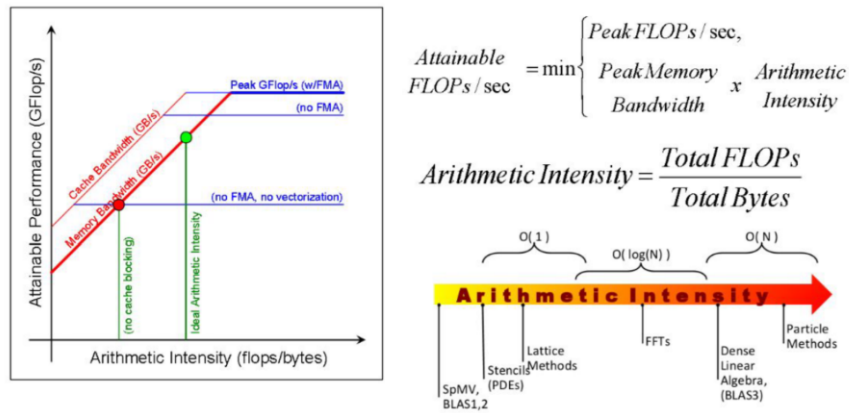 Attainable Performance (GFlop/s)
Peak GFlop/s (w/FMA)
(no FMA)
Cache Bandwidth (GB/s)
Memory Bandwidth (GB/s)
(no FMA, no vectorization)
(no cache blocking)
Ideal Arithmetic Intensity
Arithmetic Intensity (flops/bytes)
Attainable
FLOPs / sec
= min
Peak FLOPs / sec,
Peak Memory
Bandwidth
x
Arithmetic
Intensity
Arithmetic Intensity =
Total FLOPs
Total Bytes
O( 1 )
O( log(N) )
O( N )
Arithmetic Intensity
SpMV,
BLAS1,2
Stencils
(PDEs)
Lattice
Methods
FFTs
Dense
Linear
Algebra,
(BLAS3)
Particle
Methods